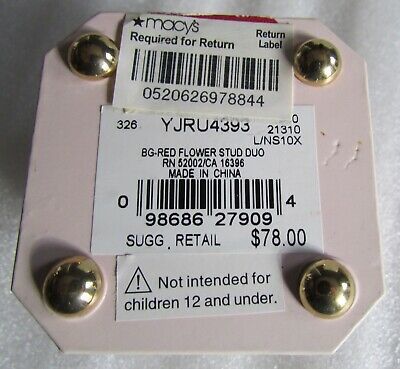 ★macy's
Required for Return
Return
Label
0520626978844
326 YJRU4393 0
21310
L/NS10X
BG-RED FLOWER STUD DUO
RN 52002/CA 16396
MADE IN CHINA
0 98686 27909 4
SUGG. RETAIL $78.00
Not intended for
children 12 and under.